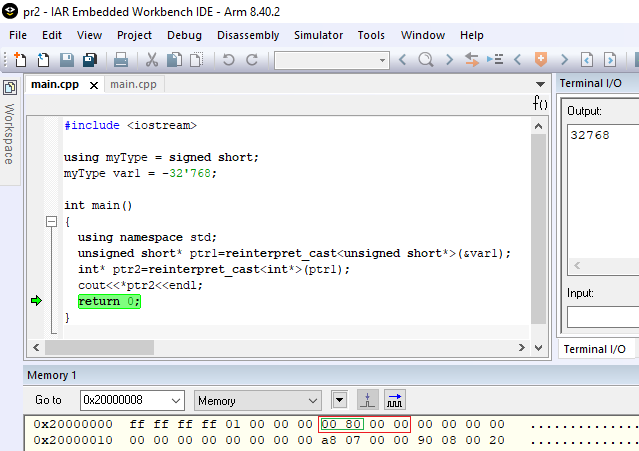 pr2 - IAR Embedded Workbench IDE - Arm 8.40.2
File Edit View Project Debug Disassembly Simulator Tools Window Help
Workspace
main.cpp main.cpp
f()
#include <iostream>
using myType = signed short;
myType var1 = -32'768;
int main()
{
using namespace std;
unsigned short* ptr1=reinterpret_cast<unsigned short*>(&var1);
int* ptr2=reinterpret_cast<int*>(ptr1);
cout<<*ptr2<<endl;
return 0;
}
Terminal I/O
Output:
32768
Input:
Terminal I/O
Memory 1
Go to 0x20000008 Memory
0x20000000 ff ff ff ff 01 00 00 00 00 80 00 00 00 00 00 00 ................
0x20000010 00 00 00 00 00 00 00 00 a8 07 00 00 90 08 00 20 ...............